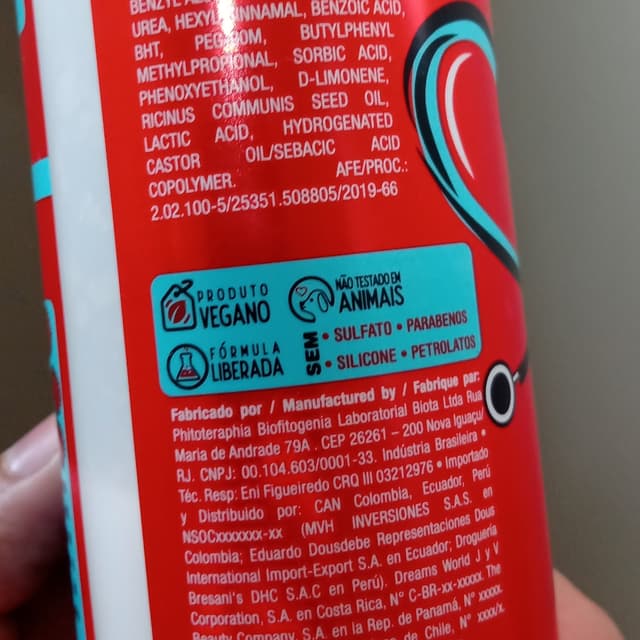 BENZYL
UREA, HEXYL CINNAMAL, BENZOIC ACID,
BHT, PEG DOM, BUTYLPHENYL
METHYLPROPIONAL, SORBIC ACID,
PHENOXYETHANOL, D-LIMONENE,
RICINUS COMMUNIS SEED OIL,
LACTIC ACID, HYDROGENATED
CASTOR OIL/SEBACIC ACID
COPOLYMER. AFE/PROC.:
2.02.100-5/25351.508805/2019-66
PRODUTO
VEGANO
NÃO TESTADO EM
ANIMAIS
FÓRMULA
LIBERADA
SEM • SULFATO • PARABENOS
• SILICONE • PETROLATOS
Fabricado por / Manufactured by / Fabrique par:
Phitoteraphia Biofitogenia Laboratorial Biota Ltda Rua
Maria de Andrade 79A . CEP 26261 – 200 Nova Iguaçu/
RJ. CNPJ: 00.104.603/0001-33. Indústria Brasileira •
Téc. Resp: Eni Figueiredo CRQ III 03212976 • Importado
y Distribuido por: CAN Colombia, Ecuador, Perú
NSOCxxxxxxx-xx (MVH INVERSIONES S.A.S. en
Colombia; Eduardo Dousdebe Representaciones Dous
International Import-Export S.A. en Ecuador; Droguería
Bresani's DHC S.A.C en Perú). Dreams World J y V
Corporation, S.A. en Costa Rica, N° C-BR-xx-xxxxx. The
Beauty Company, S.A. en la Rep. de Panamá, N° xxxxx.
de Chile, N° xxxx/x